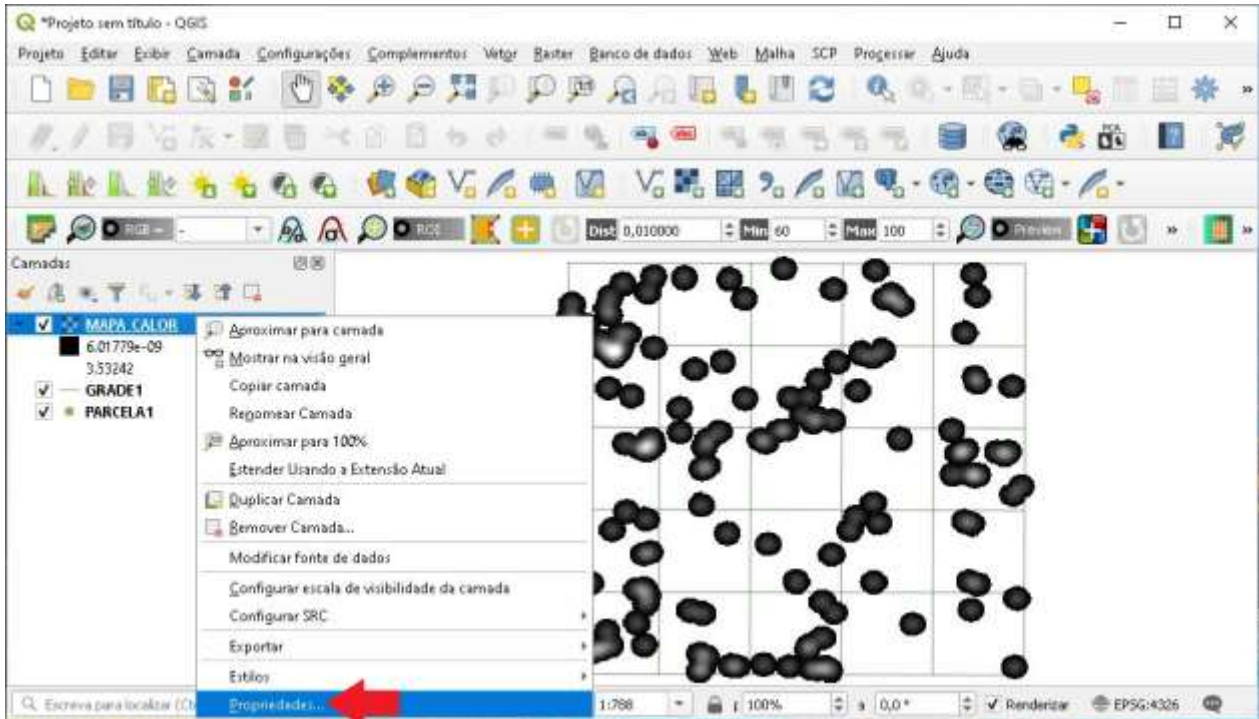 *Projeto sem título - QGIS
Projeto Editar Exibir Camada Configurações Complementos Vetor Raster Banco de dados Web Malha SCP Processar Ajuda
RGB = -
ROI
Dist 0,010000 Min 60 Max 100
Preview
Camadas
MAPA_CALOR
6.01779e-09
3.53242
GRADE1
PARCELA1
Aproximar para camada
Mostrar na visão geral
Copiar camada
Renomear Camada
Aproximar para 100%
Estender Usando a Extensão Atual
Duplicar Camada
Remover Camada...
Modificar fonte de dados
Configurar escala de visibilidade da camada
Configurar SRC
Exportar
Estilos
Propriedades...
Escreva para localizar (Ct
1:788 100% 0,0 ° Renderizar EPSG:4326